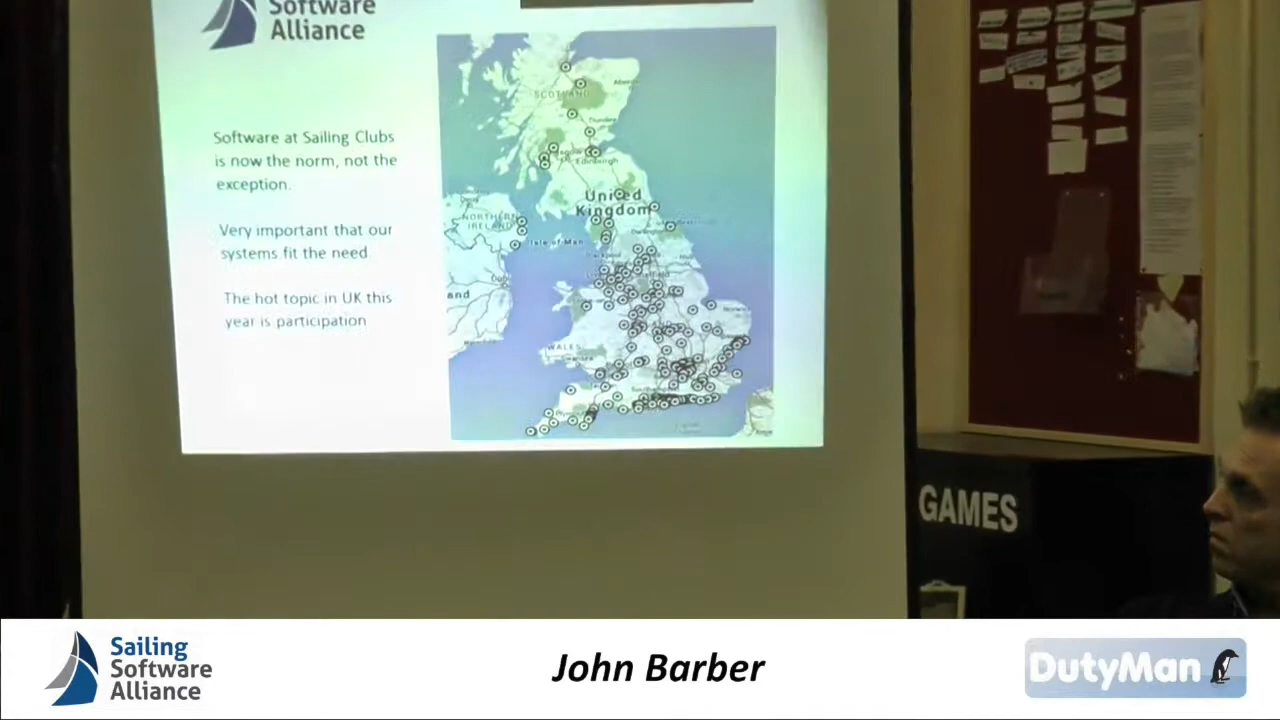 Software
Alliance
Software at Sailing Clubs
is now the norm, not the
exception.
Very important that our
systems fit the need
The hot topic in UK this
year is participation
SCOTLAND
Dundee
Edinburgh
United
Kingdom
NORTHERN
IRELAND
Isle of Man
and
WALES
GAMES
Sailing
Software
Alliance
John Barber
DutyMan